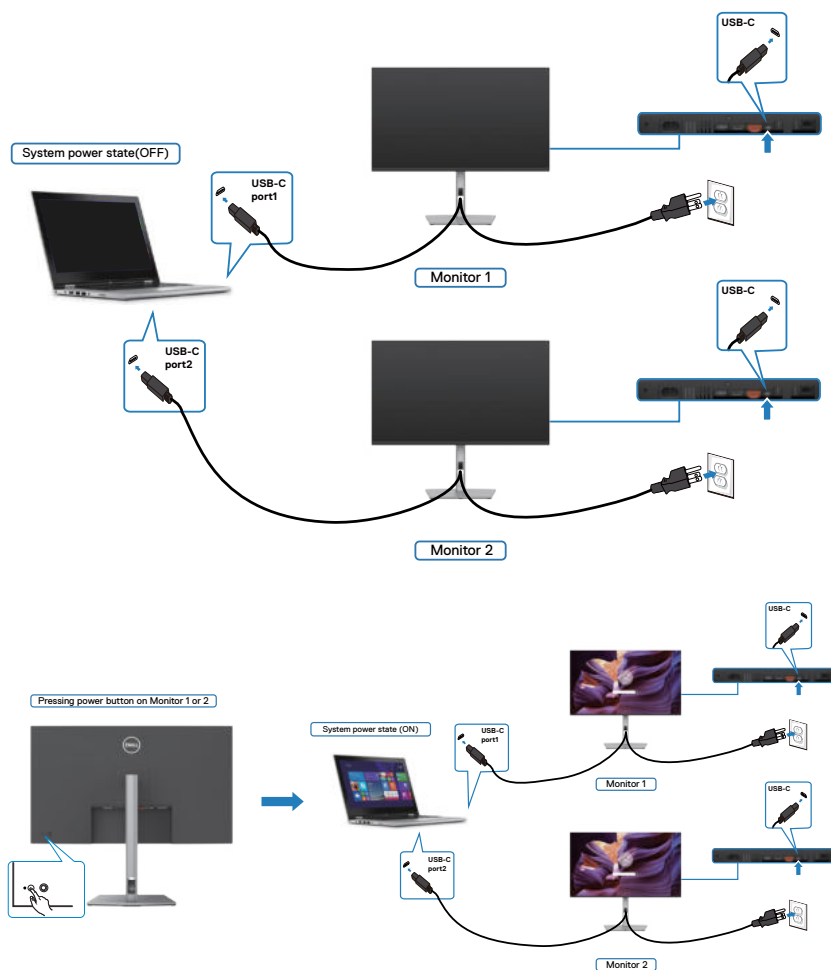 USB-C
System power state(OFF)
USB-C
port1
Monitor 1
USB-C
USB-C
port2
Monitor 2
USB-C
Pressing power button on Monitor 1 or 2
DELL
System power state (ON)
USB-C
port1
Monitor 1
USB-C
USB-C
port2
Monitor 2